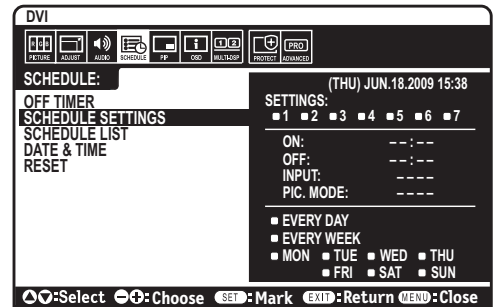 DVI
RGB
PICTURE ADJUST AUDIO SCHEDULE PIP OSD MULTI-DSP PROTECT ADVANCED
1 2
PRO
SCHEDULE:
OFF TIMER
SCHEDULE SETTINGS
SCHEDULE LIST
DATE & TIME
RESET
(THU) JUN.18.2009 15:38
SETTINGS:
1 2 3 4 5 6 7
ON: --:--
OFF: --:--
INPUT: ----
PIC. MODE: ----
EVERY DAY
EVERY WEEK
MON TUE WED THU
FRI SAT SUN
:Select :Choose SET:Mark EXIT:Return MENU:Close